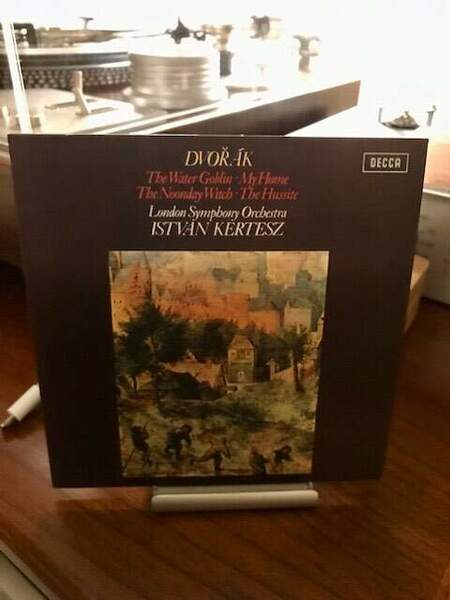 DVOŘÁK
DECCA
The Water Goblin · My Home
The Noonday Witch · The Hussite
London Symphony Orchestra
ISTVÁN KERTESZ